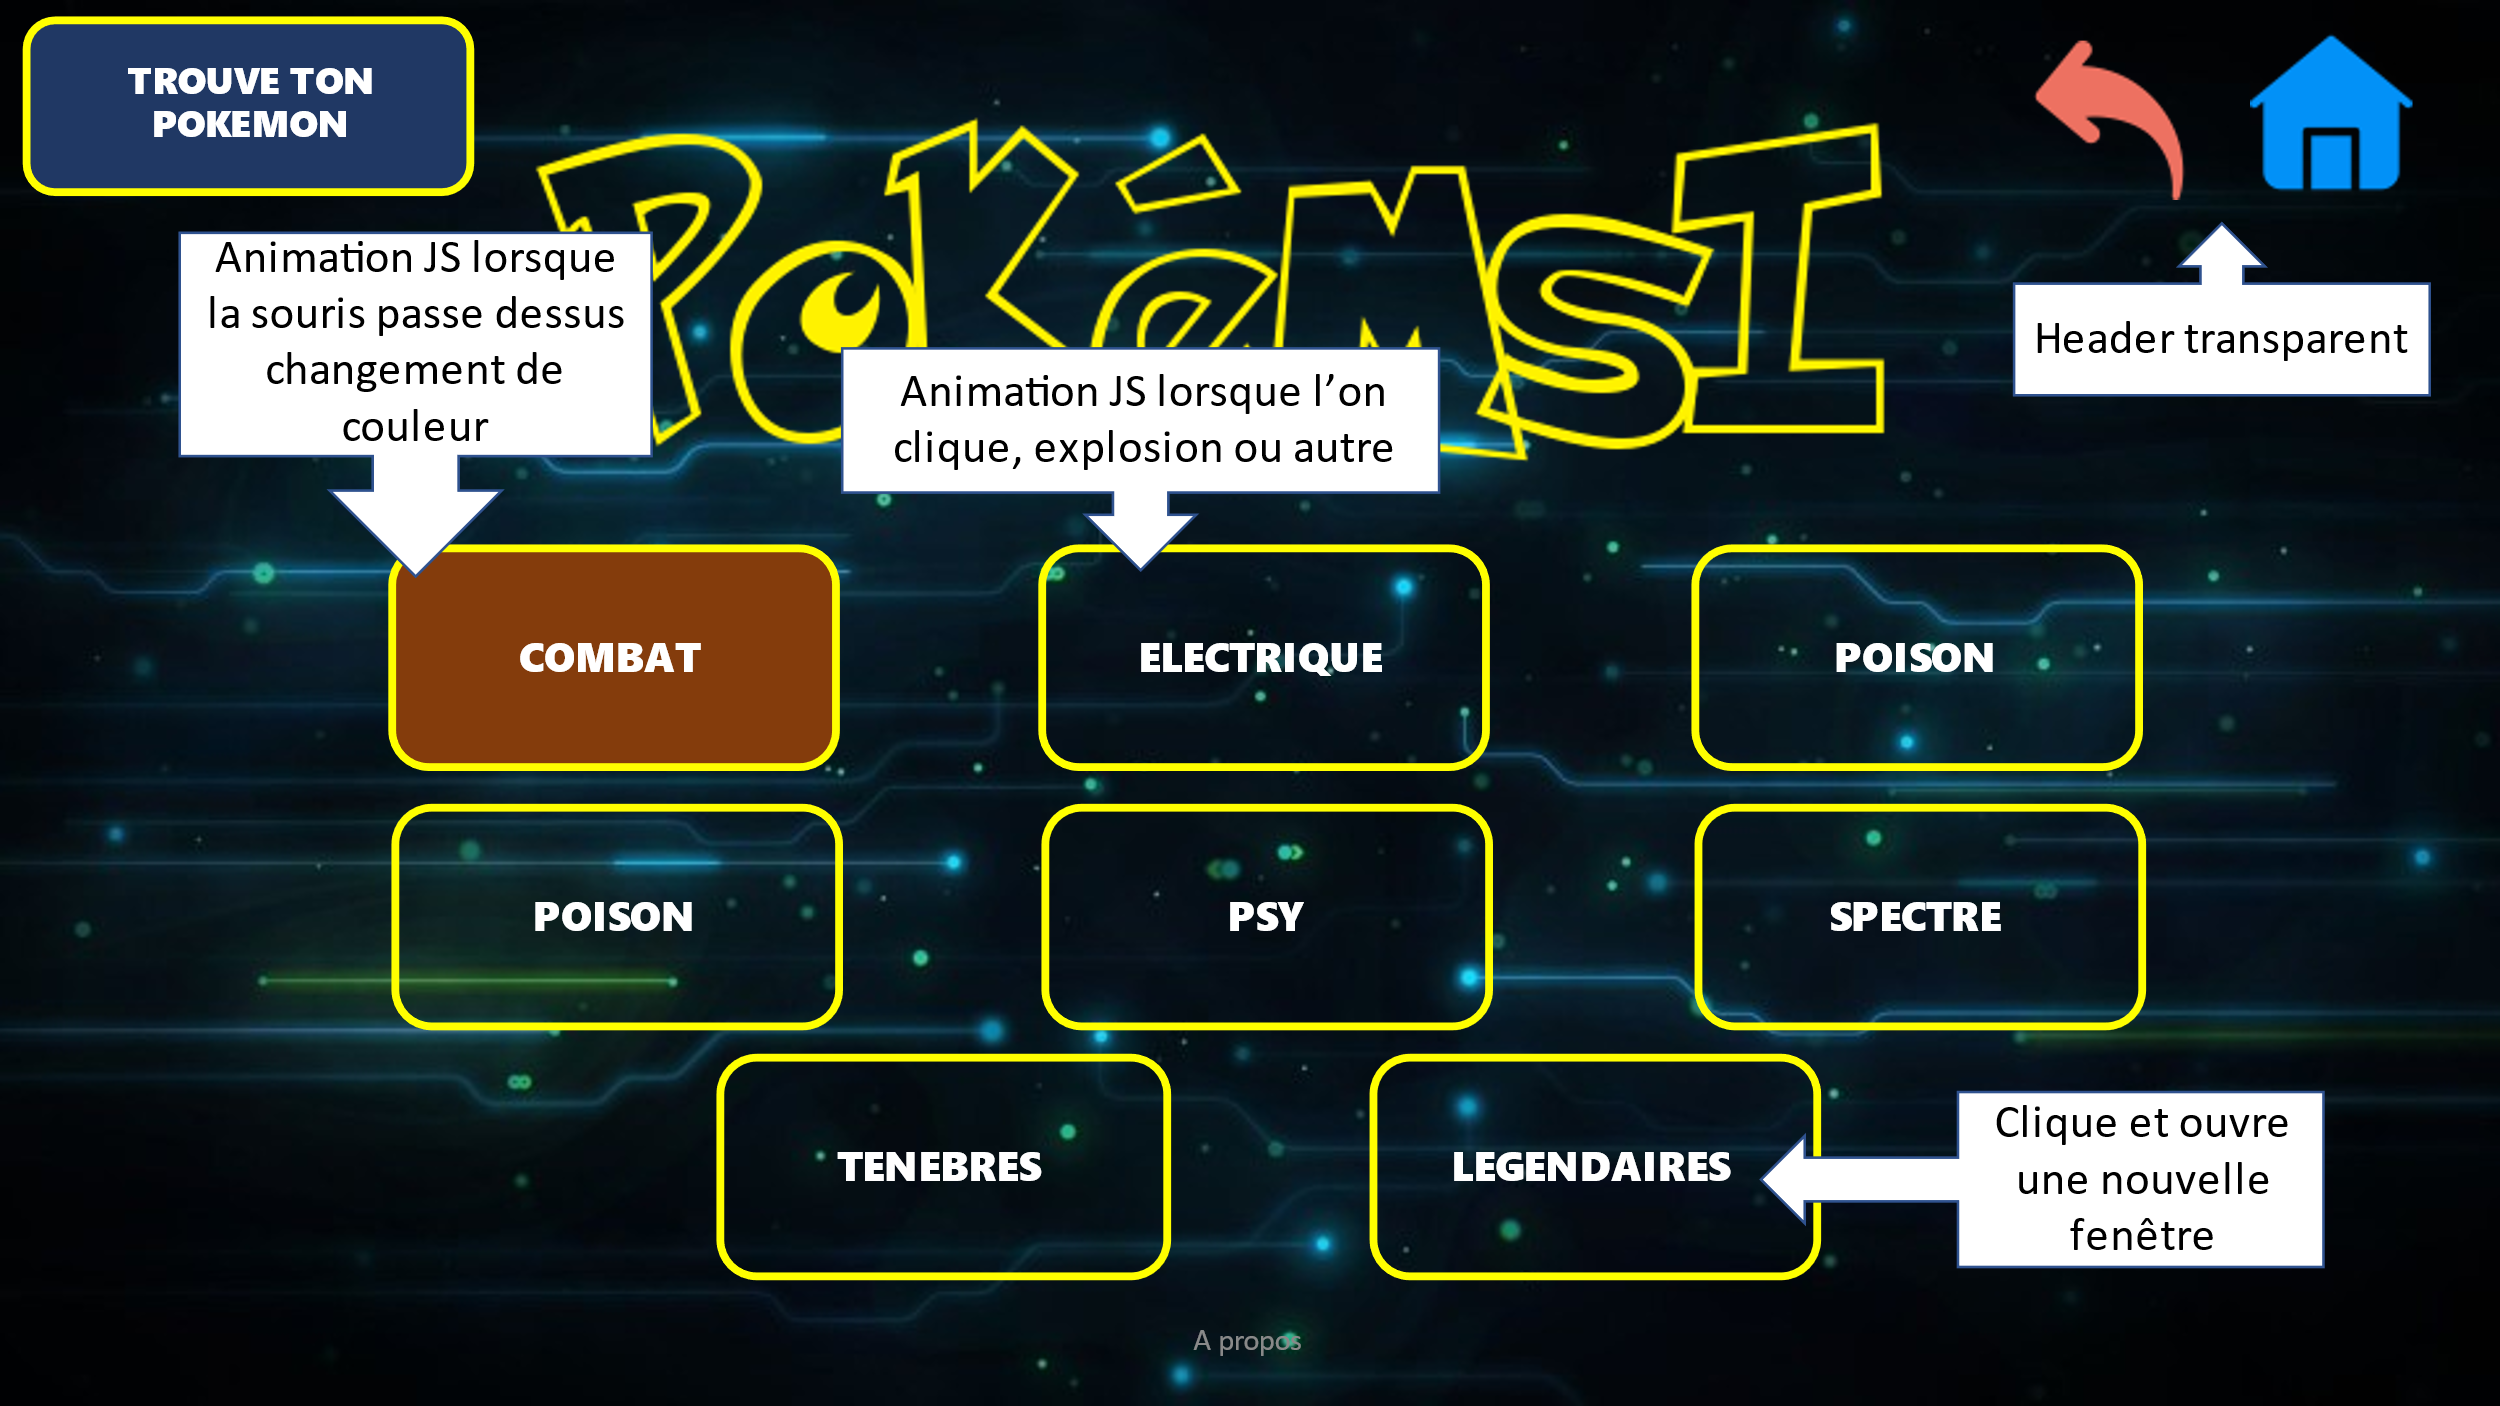 TROUVE TON
POKEMON
PokéMSI
Animation JS lorsque
la souris passe dessus
changement de
couleur
Animation JS lorsque l’on
clique, explosion ou autre
Header transparent
COMBAT
ELECTRIQUE
POISON
POISON
PSY
SPECTRE
TENEBRES
LEGENDAIRES
Clique et ouvre
une nouvelle
fenêtre
A propos